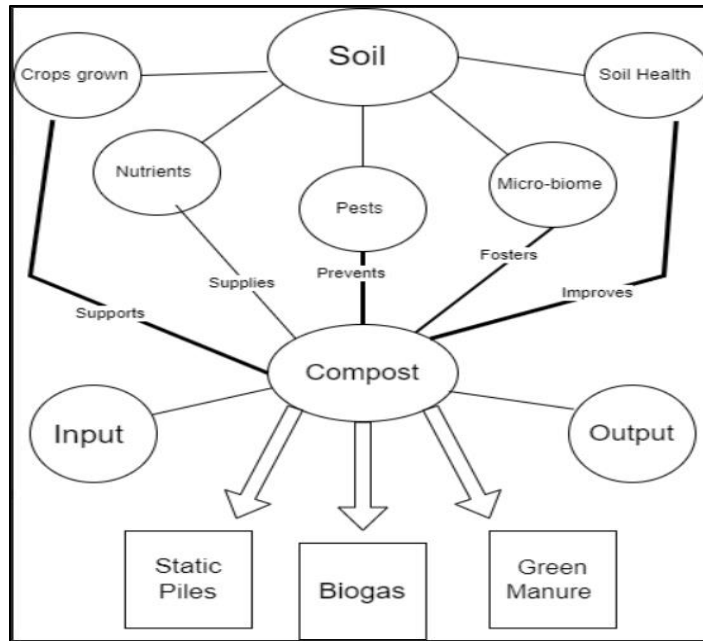 Soil
Crops grown
Soil Health
Nutrients
Micro-biome
Pests
Fosters
Prevents
Supplies
Improves
Supports
Compost
Input
Output
Static
Piles
Biogas
Green
Manure